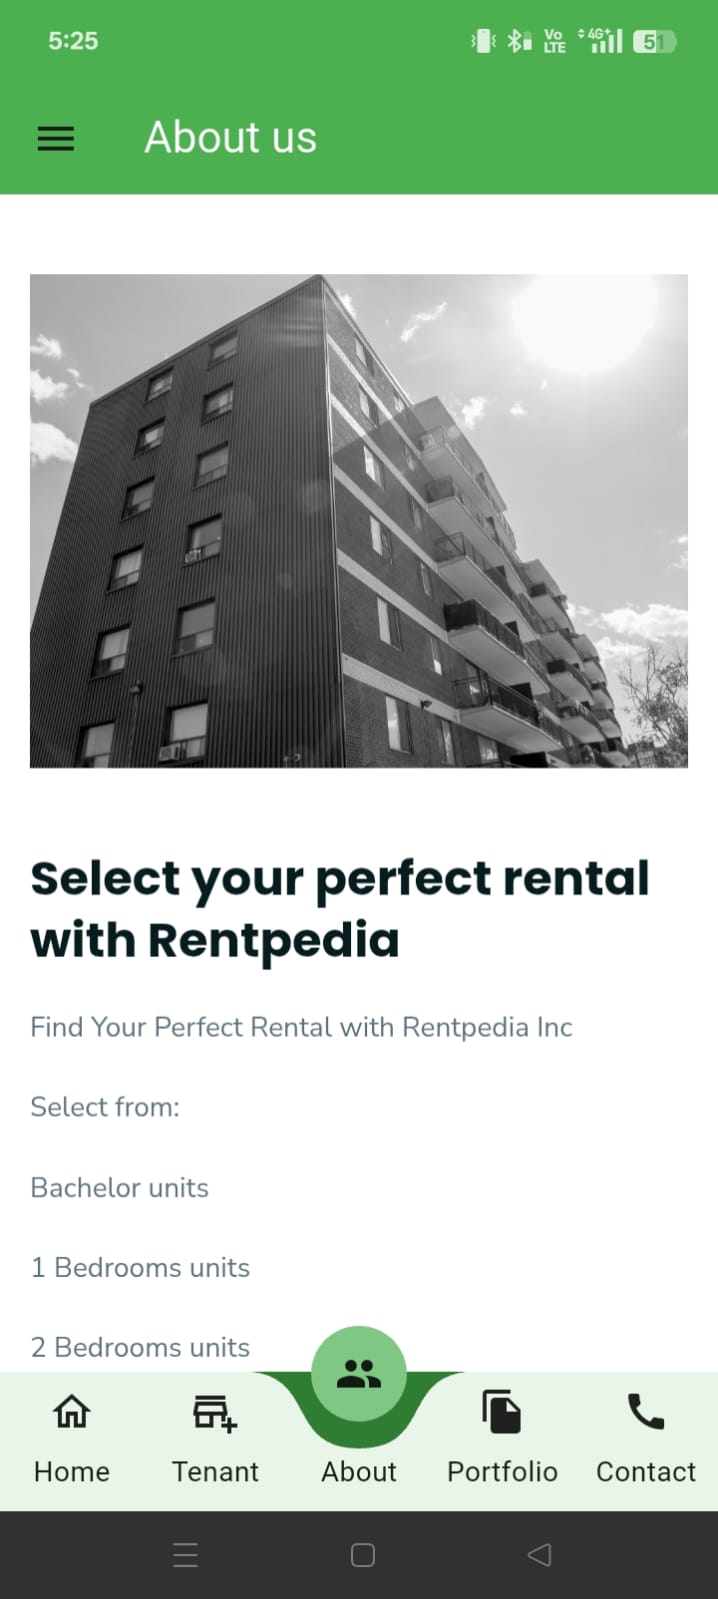 5:25
Vo
LTE
4G+
51
About us
Select your perfect rental
with Rentpedia
Find Your Perfect Rental with Rentpedia Inc
Select from:
Bachelor units
1 Bedrooms units
2 Bedrooms units
Home
Tenant
About
Portfolio
Contact